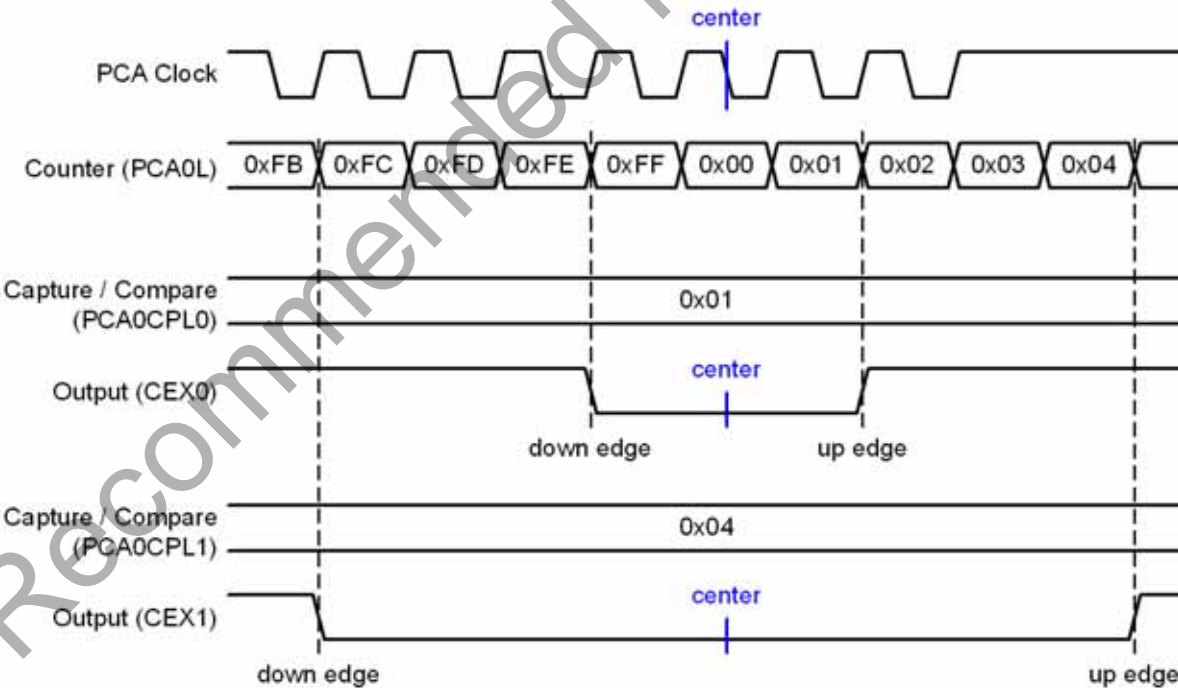 center
PCA Clock
Counter (PCA0L) 0xFB 0xFC 0xFD 0xFE 0xFF 0x00 0x01 0x02 0x03 0x04
Capture / Compare
(PCA0CPL0)
0x01
Output (CEX0)
center
down edge up edge
Capture / Compare
(PCA0CPL1)
0x04
Output (CEX1)
center
down edge up edge
Recommended